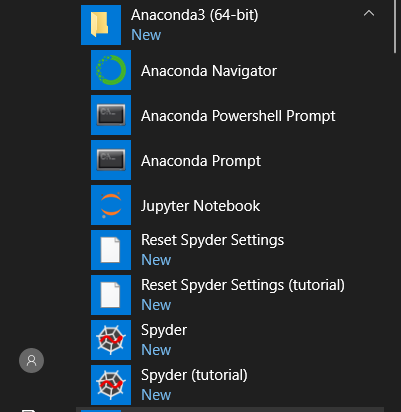 Anaconda3 (64-bit)
New
Anaconda Navigator
Anaconda Powershell Prompt
Anaconda Prompt
Jupyter Notebook
Reset Spyder Settings
New
Reset Spyder Settings (tutorial)
New
Spyder
New
Spyder (tutorial)
New